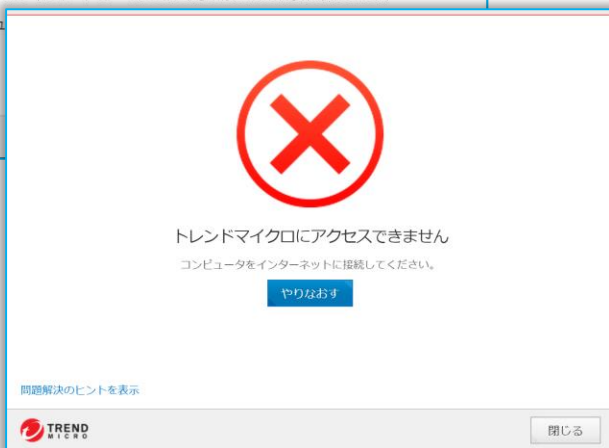 トレンドマイクロにアクセスできません
コンピュータをインターネットに接続してください。
やりなおす
問題解決のヒントを表示
TREND
MICRO
閉じる